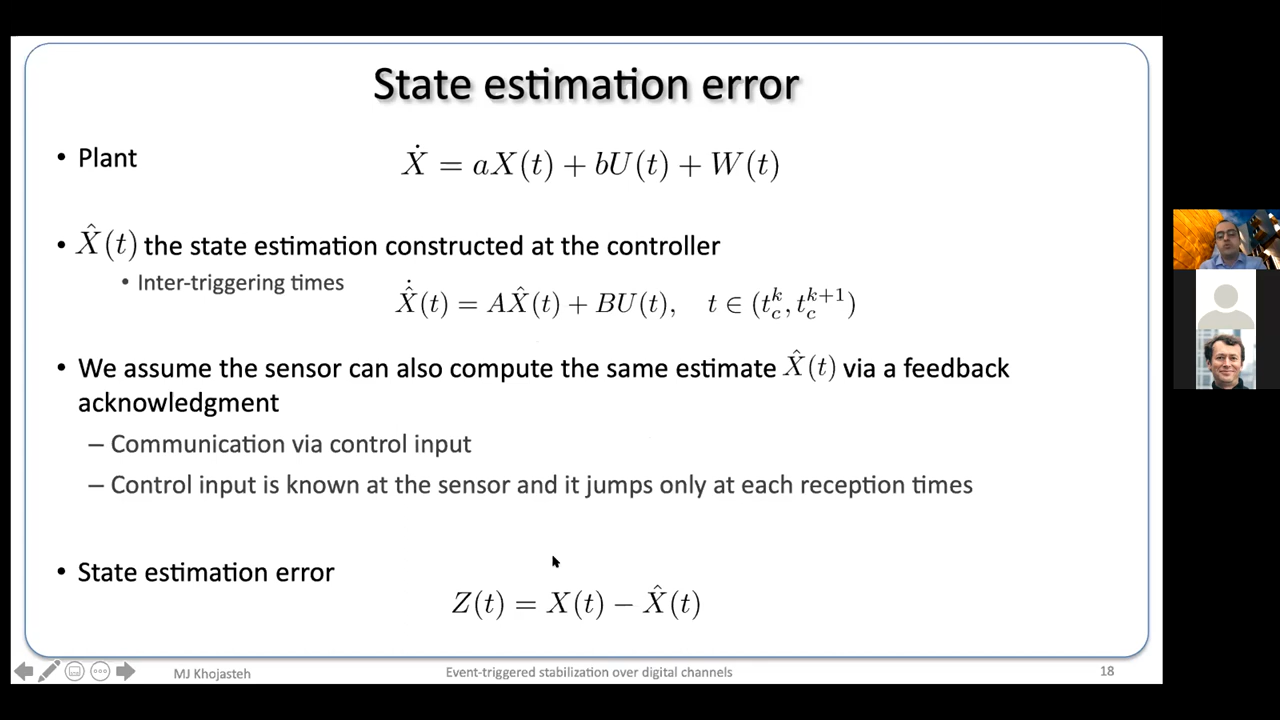 State estimation error
• Plant
Ẋ = aX(t) + bU(t) + W(t)
• X̂(t) the state estimation constructed at the controller
• Inter-triggering times
X̂̇(t) = AX̂(t) + BU(t),   t ∈ (t_c^k, t_c^{k+1})
• We assume the sensor can also compute the same estimate X̂(t) via a feedback
acknowledgment
– Communication via control input
– Control input is known at the sensor and it jumps only at each reception times
• State estimation error
Z(t) = X(t) − X̂(t)
MJ Khojasteh
Event-triggered stabilization over digital channels
18